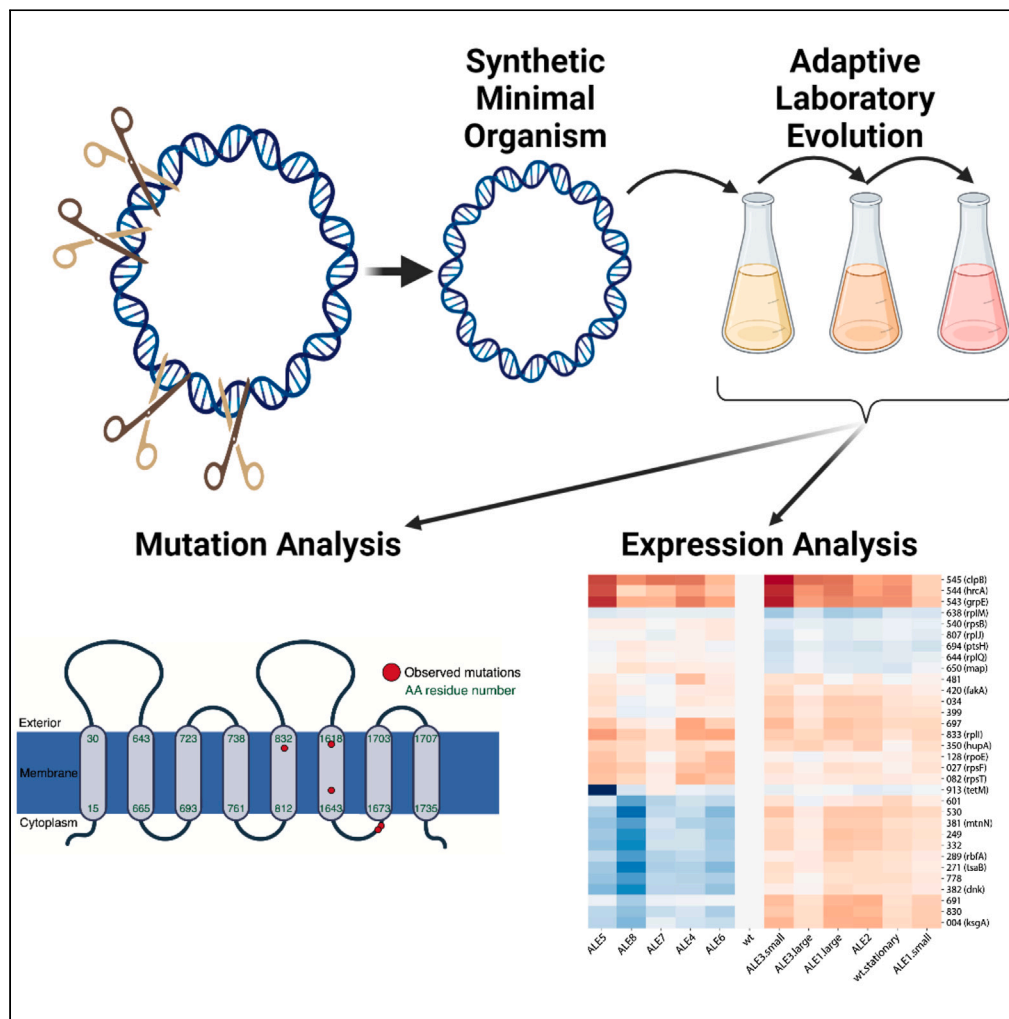 Synthetic
Minimal
Organism
Adaptive
Laboratory
Evolution
Mutation Analysis
Expression Analysis
Observed mutations
AA residue number
Exterior
Membrane
Cytoplasm
30 643 723 738 832 1618 1703 1707
15 665 693 761 812 1643 1673 1735
545 (clpB)
544 (hrcA)
543 (grpE)
638 (rplM)
540 (rpsB)
807 (rplJ)
694 (ptsH)
644 (rplQ)
650 (map)
481
420 (fakA)
034
399
697
833 (rplI)
350 (hupA)
128 (rpoE)
027 (rpsF)
082 (rpsT)
913 (tetM)
601
530
381 (mtnN)
249
332
289 (rbfA)
271 (tsaB)
778
382 (dnk)
691
830
004 (ksgA)
ALE5
ALE8
ALE7
ALE4
ALE6
wt
ALE3.small
ALE3.large
ALE1.large
ALE2
wt.stationary
ALE1.small